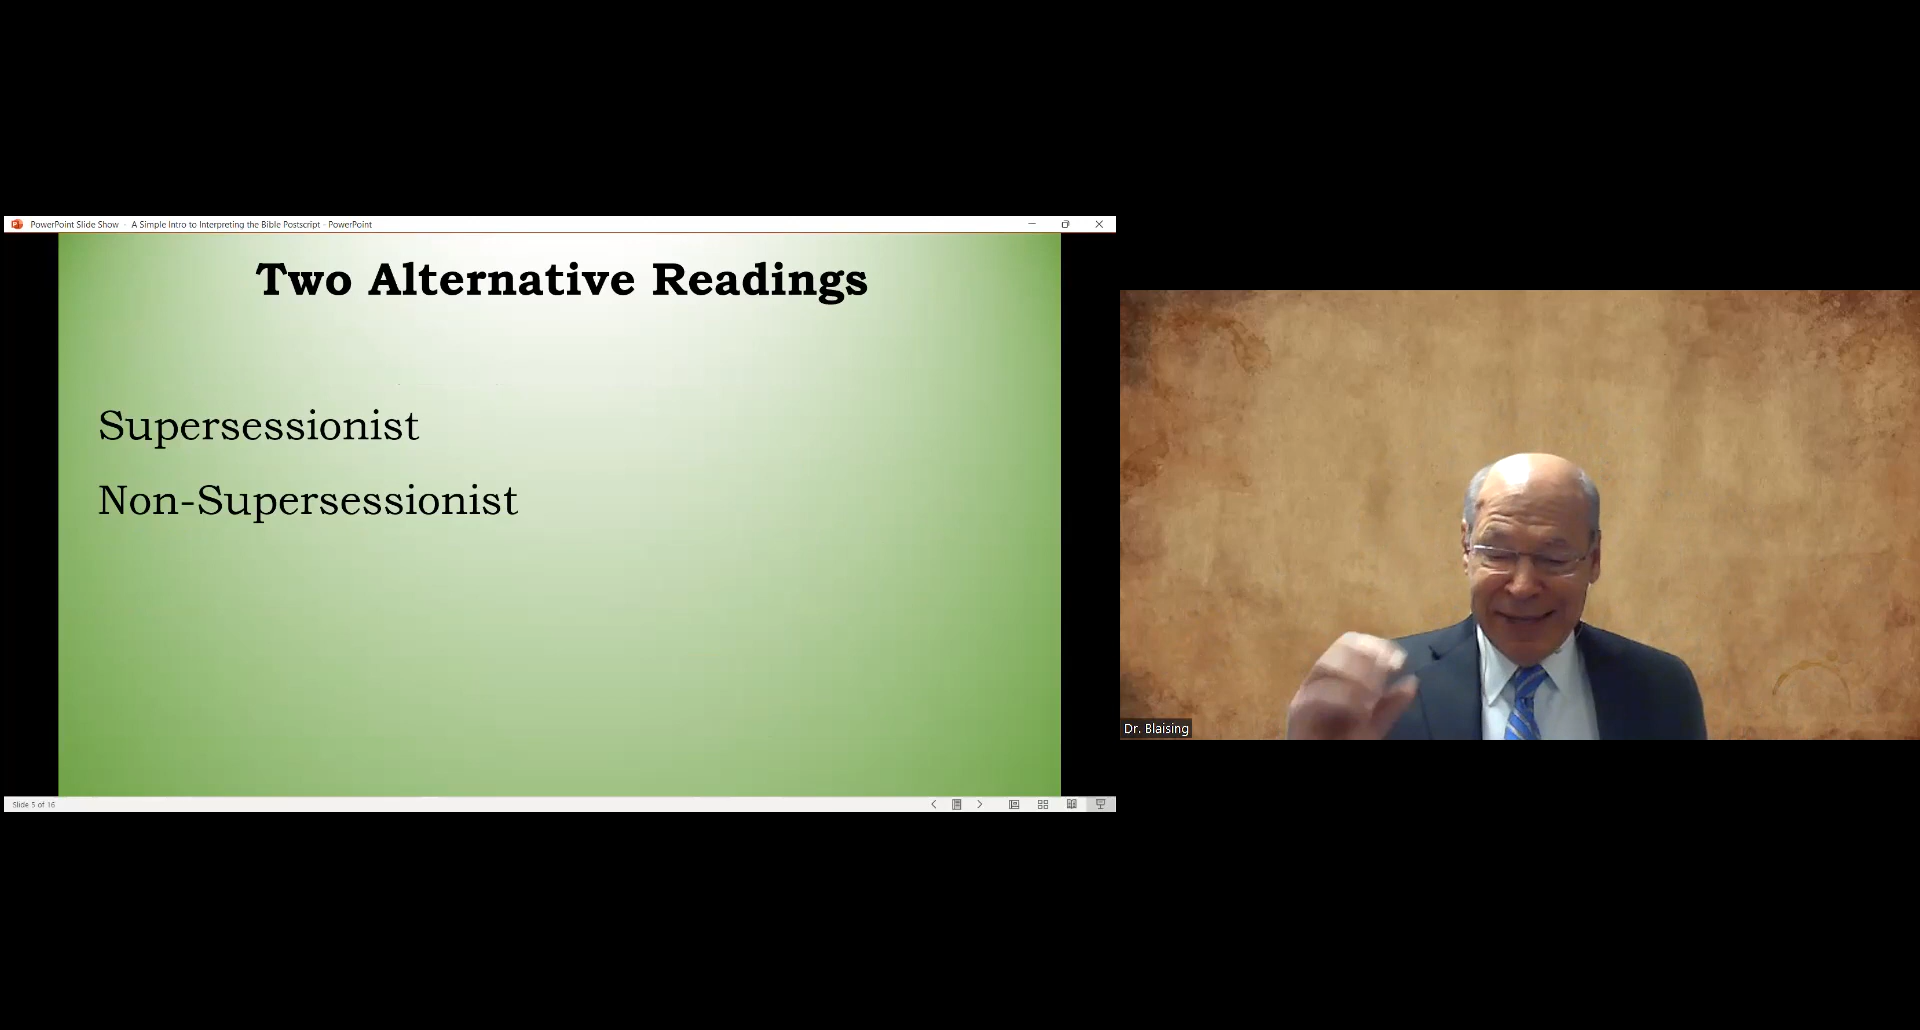 PowerPoint Slide Show - A Simple Intro to Interpreting the Bible Postscript - PowerPoint
Two Alternative Readings
Supersessionist
Non-Supersessionist
Slide 5 of 16
Dr. Blaising